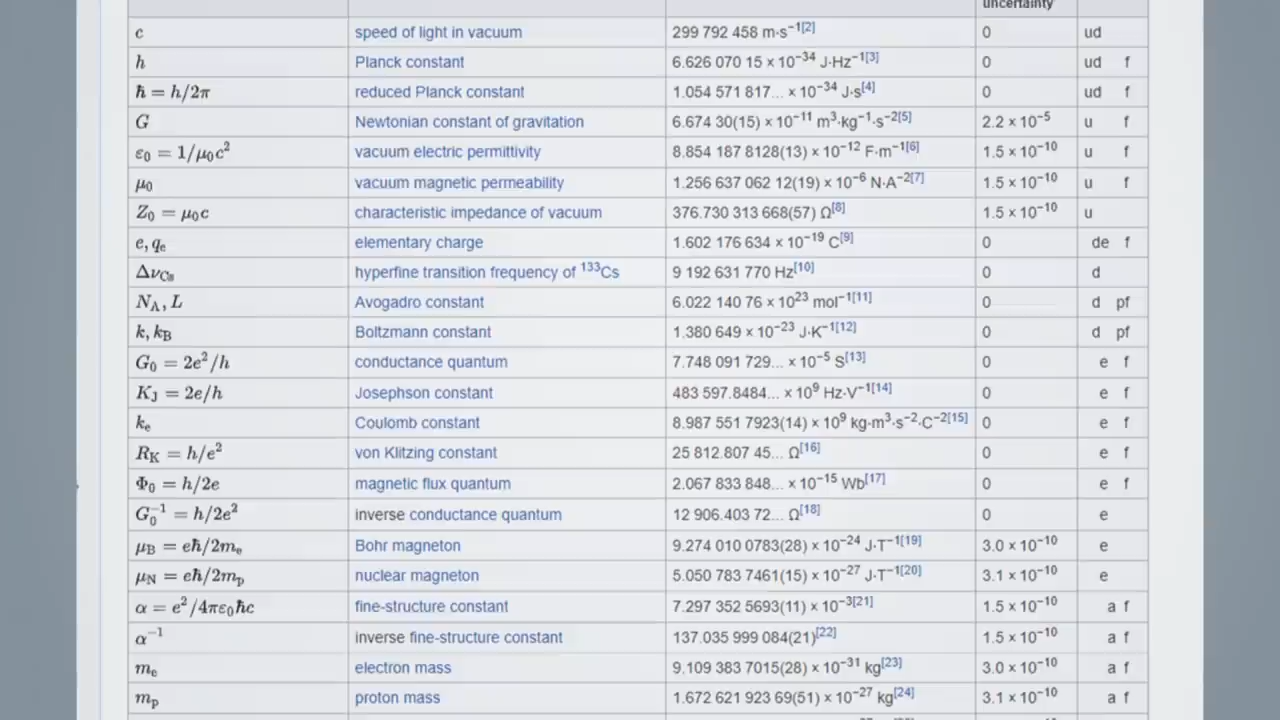 uncertainty
c speed of light in vacuum 299 792 458 m⋅s−1[2] 0 ud
h Planck constant 6.626 070 15 × 10−34 J⋅Hz−1[3] 0 ud f
ħ = h/2π reduced Planck constant 1.054 571 817... × 10−34 J⋅s[4] 0 ud f
G Newtonian constant of gravitation 6.674 30(15) × 10−11 m3⋅kg−1⋅s−2[5] 2.2 × 10−5 u f
ε0 = 1/μ0c2 vacuum electric permittivity 8.854 187 8128(13) × 10−12 F⋅m−1[6] 1.5 × 10−10 u f
μ0 vacuum magnetic permeability 1.256 637 062 12(19) × 10−6 N⋅A−2[7] 1.5 × 10−10 u f
Z0 = μ0c characteristic impedance of vacuum 376.730 313 668(57) Ω[8] 1.5 × 10−10 u
e, qe elementary charge 1.602 176 634 × 10−19 C[9] 0 de f
ΔνCs hyperfine transition frequency of 133Cs 9 192 631 770 Hz[10] 0 d
NA, L Avogadro constant 6.022 140 76 × 1023 mol−1[11] 0 d pf
k, kB Boltzmann constant 1.380 649 × 10−23 J⋅K−1[12] 0 d pf
G0 = 2e2/h conductance quantum 7.748 091 729... × 10−5 S[13] 0 e f
KJ = 2e/h Josephson constant 483 597.8484... × 109 Hz⋅V−1[14] 0 e f
ke Coulomb constant 8.987 551 7923(14) × 109 kg⋅m3⋅s−2⋅C−2[15] 0 e f
RK = h/e2 von Klitzing constant 25 812.807 45... Ω[16] 0 e f
Φ0 = h/2e magnetic flux quantum 2.067 833 848... × 10−15 Wb[17] 0 e f
G0−1 = h/2e2 inverse conductance quantum 12 906.403 72... Ω[18] 0 e
μB = eħ/2me Bohr magneton 9.274 010 0783(28) × 10−24 J⋅T−1[19] 3.0 × 10−10 e
μN = eħ/2mp nuclear magneton 5.050 783 7461(15) × 10−27 J⋅T−1[20] 3.1 × 10−10 e
α = e2/4πε0ħc fine-structure constant 7.297 352 5693(11) × 10−3[21] 1.5 × 10−10 a f
α−1 inverse fine-structure constant 137.035 999 084(21)[22] 1.5 × 10−10 a f
me electron mass 9.109 383 7015(28) × 10−31 kg[23] 3.0 × 10−10 a f
mp proton mass 1.672 621 923 69(51) × 10−27 kg[24] 3.1 × 10−10 a f